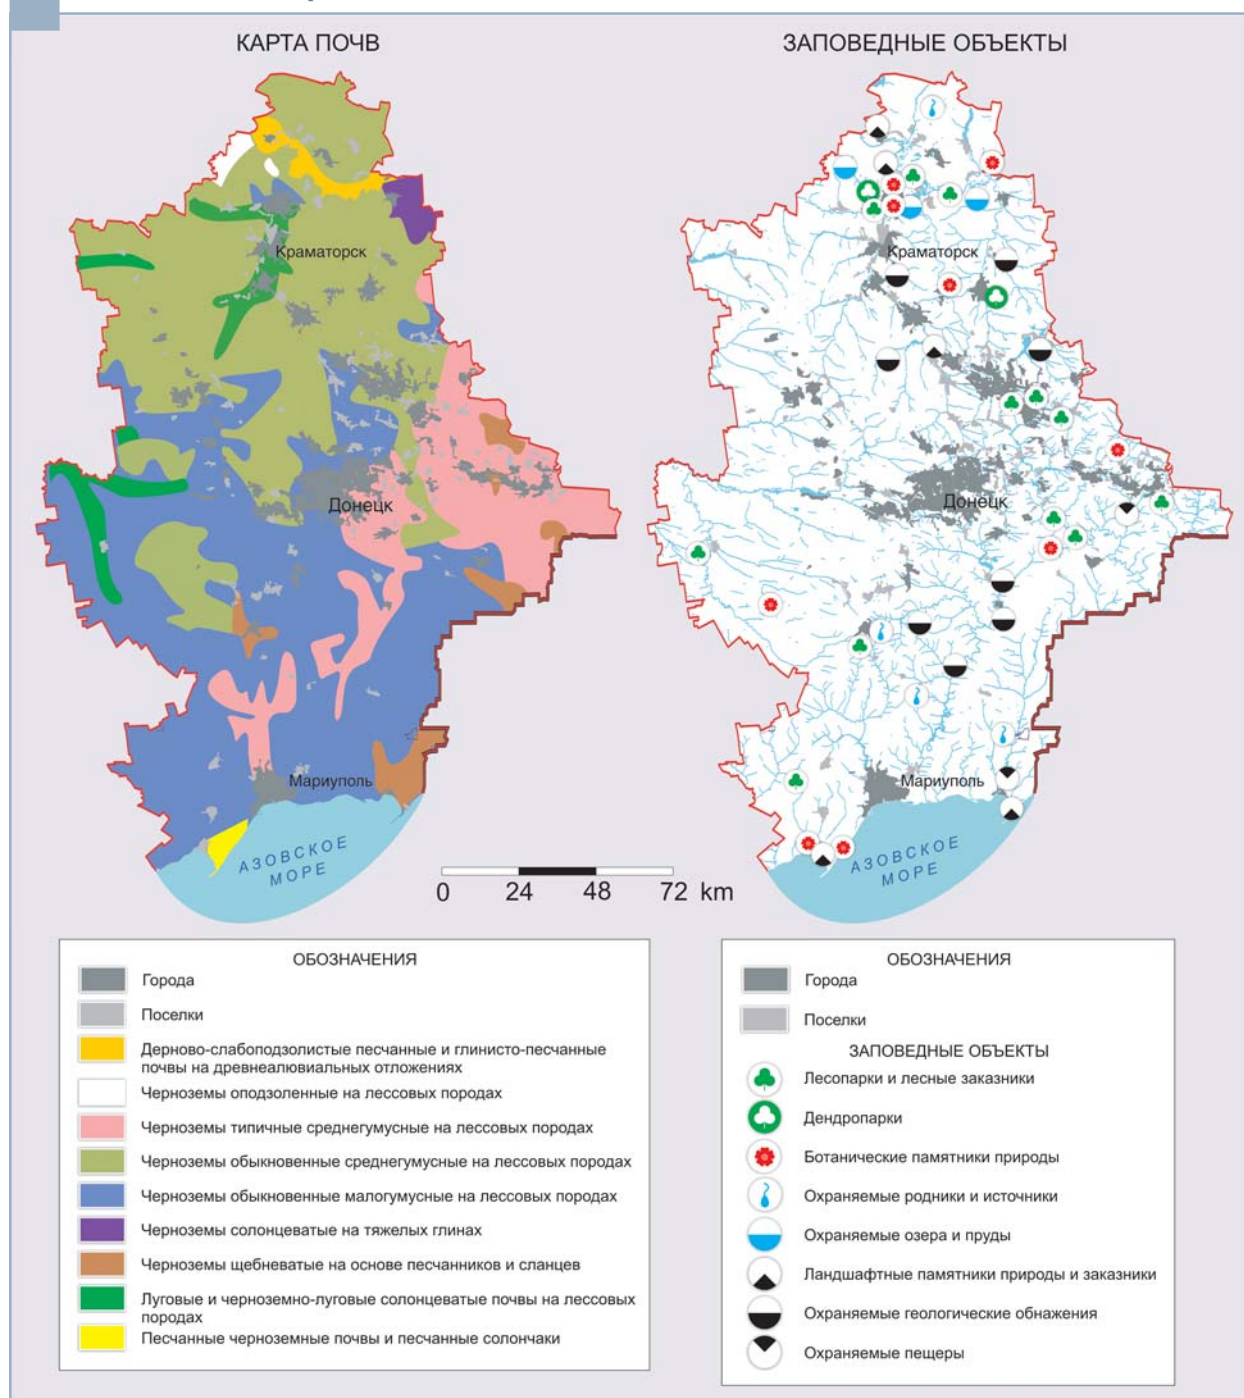 КАРТА ПОЧВ
Краматорск
Донецк
Мариуполь
АЗОВСКОЕ
МОРЕ
ЗАПОВЕДНЫЕ ОБЪЕКТЫ
Краматорск
Донецк
Мариуполь
АЗОВСКОЕ
МОРЕ
0 24 48 72 km
ОБОЗНАЧЕНИЯ
Города
Поселки
Дерново-слабоподзолистые песчанные и глинисто-песчанные
почвы на древнеалювиальных отложениях
Черноземы оподзоленные на лессовых породах
Черноземы типичные среднегумусные на лессовых породах
Черноземы обыкновенные среднегумусные на лессовых породах
Черноземы обыкновенные малогумусные на лессовых породах
Черноземы солонцеватые на тяжелых глинах
Черноземы щебневатые на основе песчанников и сланцев
Луговые и черноземно-луговые солонцеватые почвы на лессовых
породах
Песчанные черноземные почвы и песчанные солончаки
ОБОЗНАЧЕНИЯ
Города
Поселки
ЗАПОВЕДНЫЕ ОБЪЕКТЫ
Лесопарки и лесные заказники
Дендропарки
Ботанические памятники природы
Охраняемые родники и источники
Охраняемые озера и пруды
Ландшафтные памятники природы и заказники
Охраняемые геологические обнажения
Охраняемые пещеры